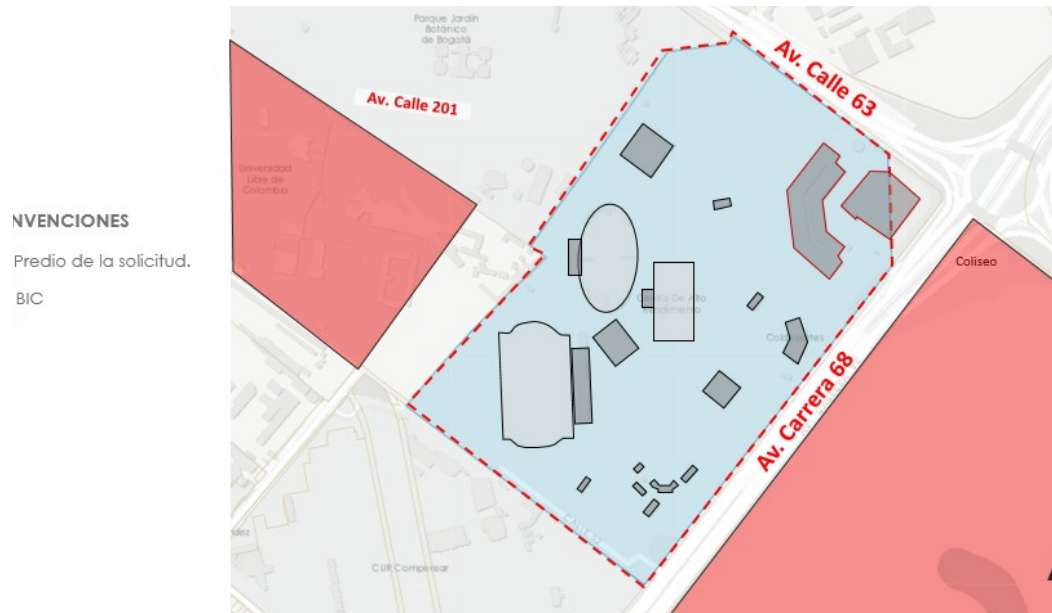 Parque Jardín
Botánico
de Bogotá
Av. Calle 63
Av. Calle 201
Universidad
Libre de
Colombia
NVENCIONES
Predio de la solicitud.
BIC
Coliseo
Centro De Alto
Av. Carrera 68
CUR Compensar